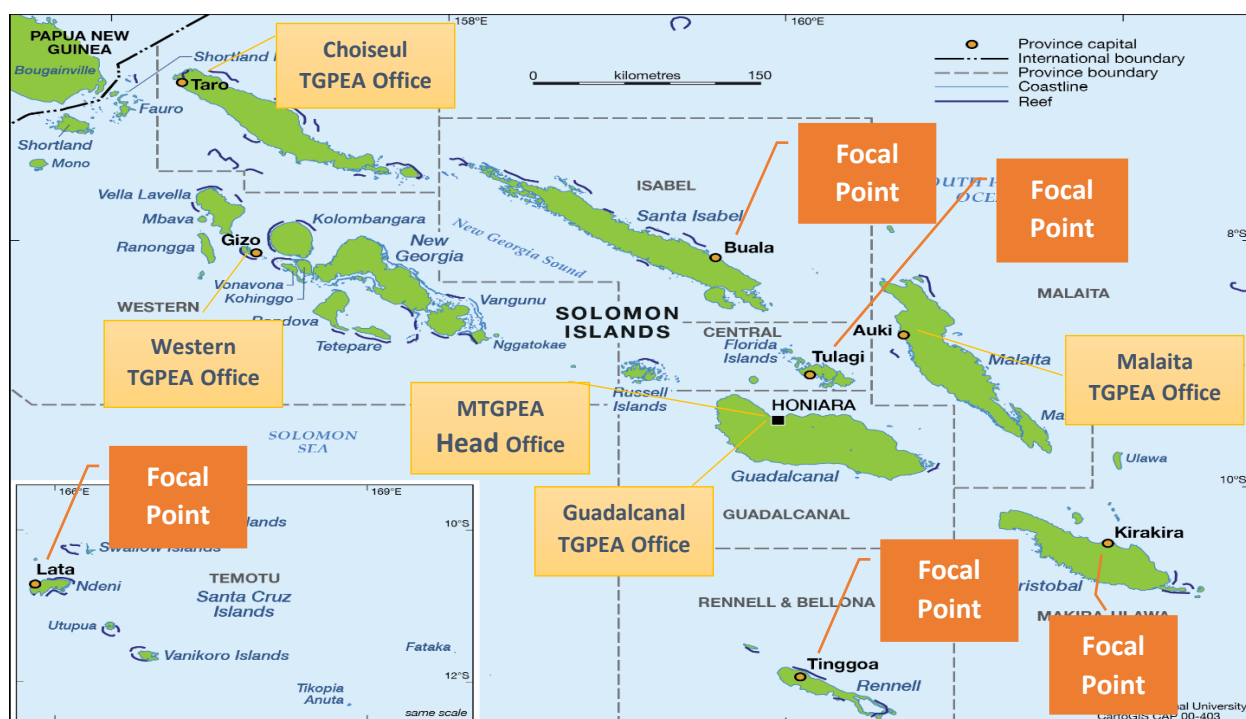 158°E
160°E
PAPUA NEW
GUINEA
Bougainville
Shortland
Choiseul
TGPEA Office
Taro
Fauro
Shortland
Mono
0
kilometres
150
Province capital
International boundary
Province boundary
Coastline
Reef
Focal
Point
Focal
Point
ISABEL
Santa Isabel
Buala
New Georgia Sound
Vella Lavella
Mbava
Ranongga
Gizo
Kolombangara
New
Georgia
Vonavona
Kohinggo
WESTERN
Tetepare
Vangunu
Nggatokae
Western
TGPEA Office
SOLOMON
ISLANDS
CENTRAL
Florida
Islands
Tulagi
Russell
Islands
8°S
MALAITA
Auki
Malaita
Malaita
TGPEA Office
MTGPEA
Head Office
HONIARA
Guadalcanal
GUADALCANAL
Guadalcanal
TGPEA Office
SOLOMON
SEA
Ulawa
10°S
Kirakira
Focal
Point
RENNELL & BELLONA
Focal
Point
Tinggoa
Rennell
166°E
169°E
Focal
Point
10°S
Islands
Swallow Islands
Lata
Ndeni
TEMOTU
Santa Cruz
Islands
Utupua
Vanikoro Islands
Fataka
Tikopia
Anuta
12°S
same scale
CartoGIS CAP 00-403